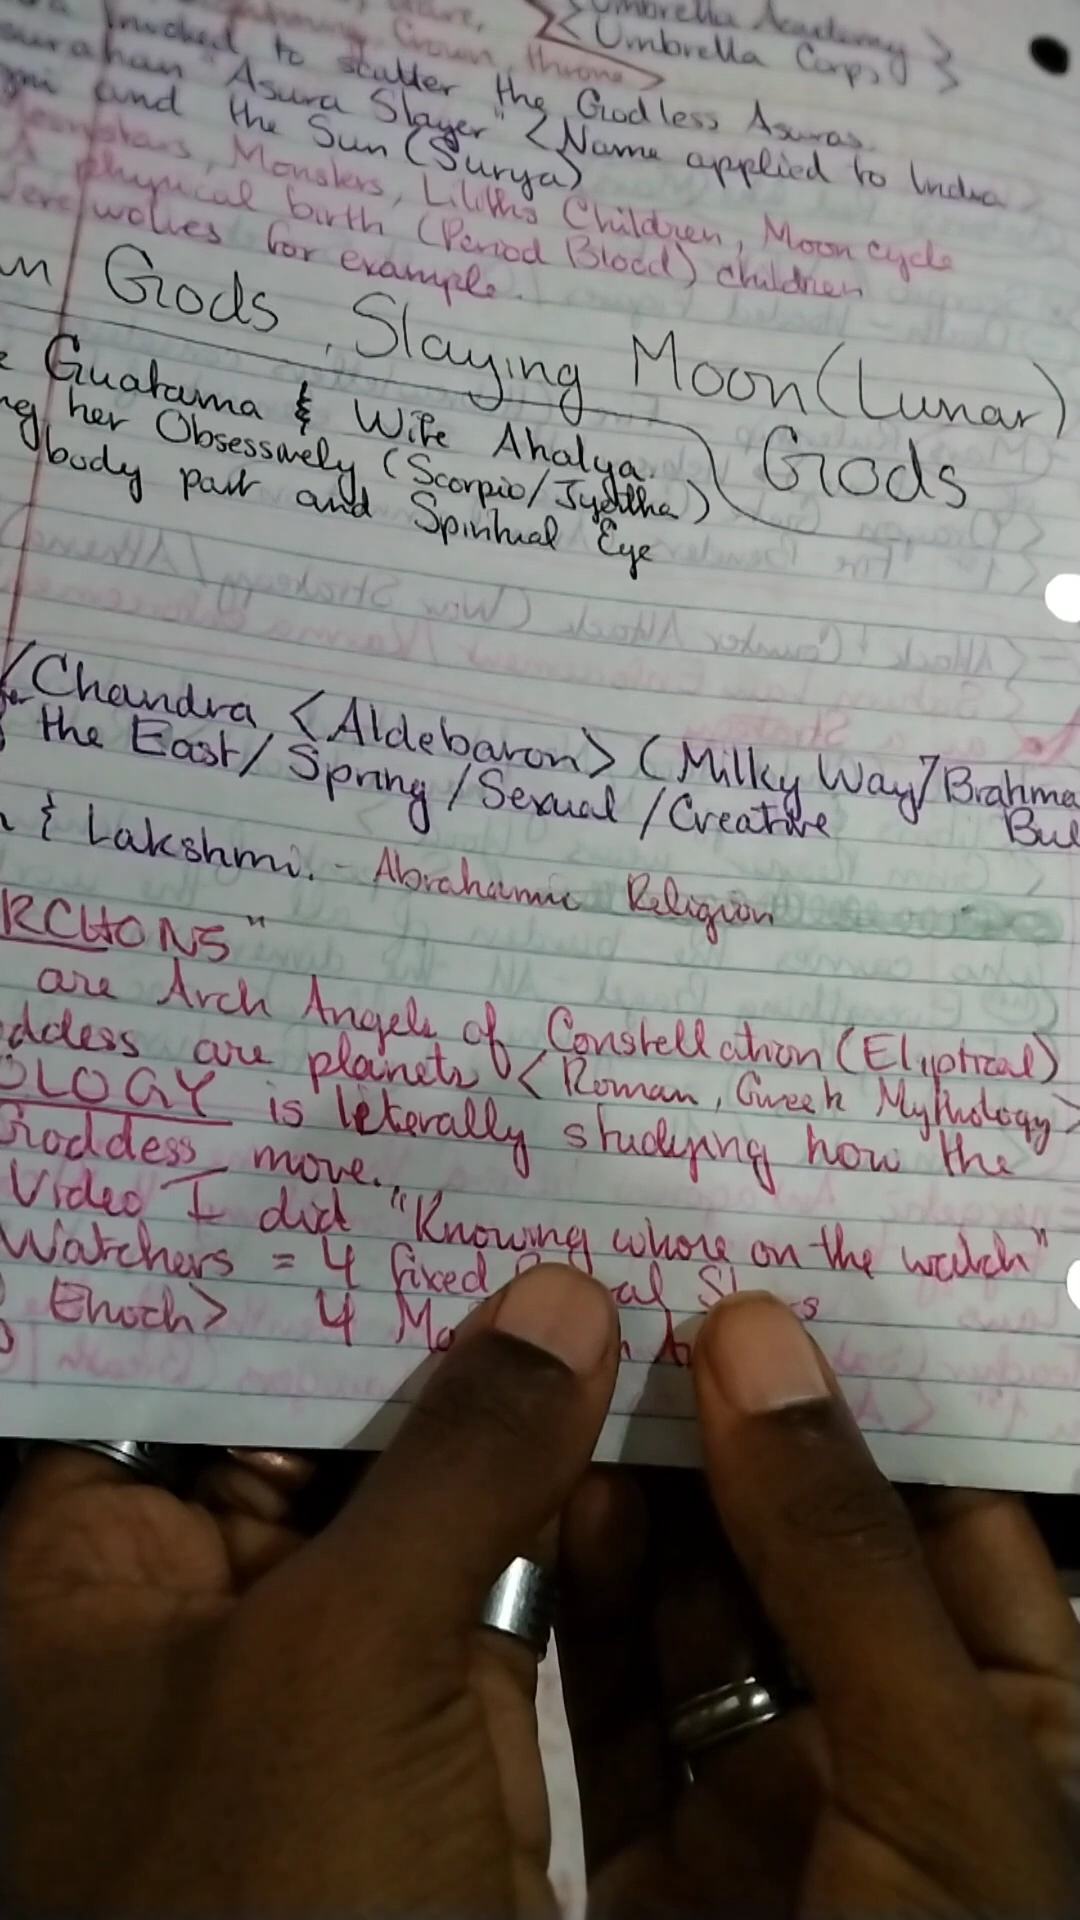 {Umbrella Academy}
Crown, throne> {Umbrella Corps}
invoked to scatter the Godless Asuras.
"Asura Slayer" <Name applied to Indra
and the Sun (Surya)>
Monsters, Liliths Children, Moon cycle
physical birth (Period Blood) children
werewolves for example.
Gods, Slaying Moon (Lunar)
Gods
Guatama & Wife Ahalya.
her Obsessively (Scorpio/Jyestha)
body part and Spiritual Eye
/Chandra <Aldebaron> (Milky Way/Brahma
the East/Spring/Sexual/Creative Bul
& Lakshmi. - Abrahamic Religion
RCHONS"
are Arch Angels of Constellation (Elyptical)
ddess are planets <Roman, Greek Mythology>
OLOGY is literally studying how the
Goddess move.
Video I did "Knowing whose on the watch"
Watchers = 4 fixed
Enoch> 4